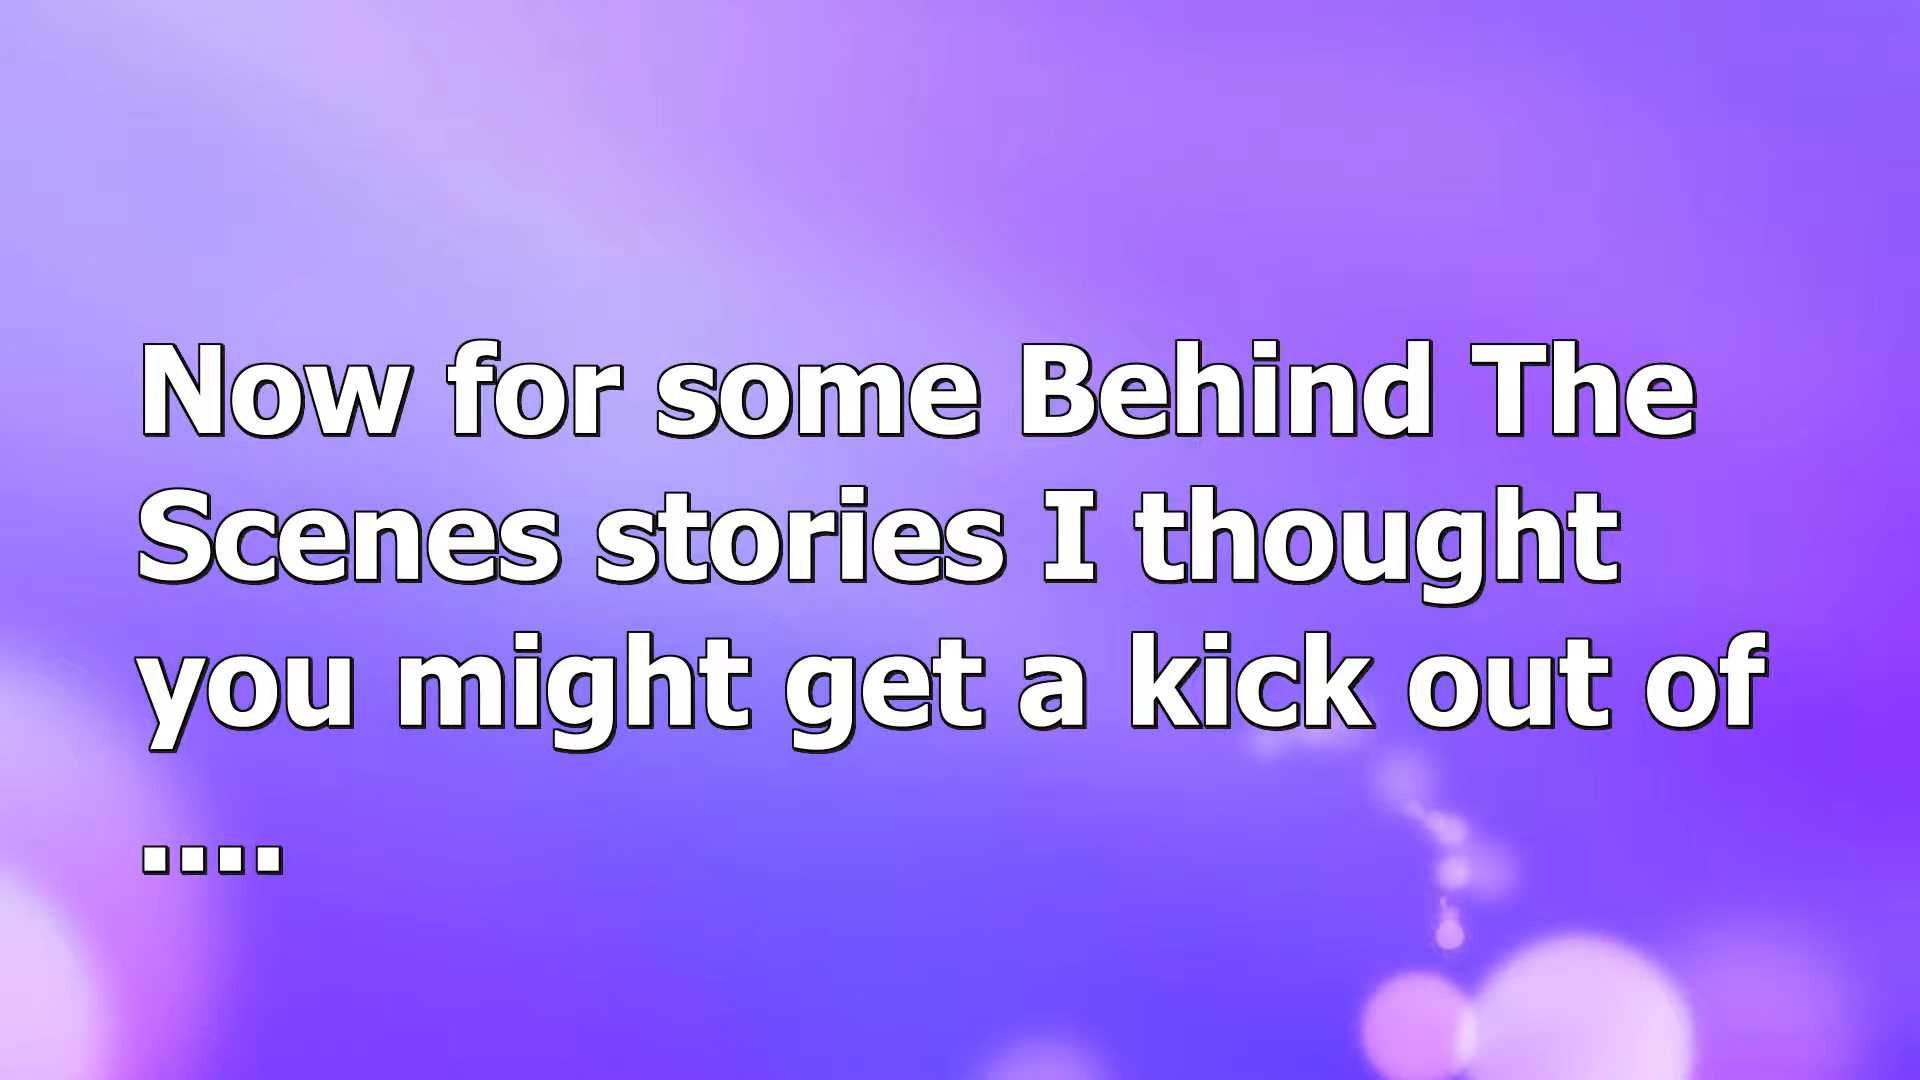 Now for some Behind The
Scenes stories I thought
you might get a kick out of
....